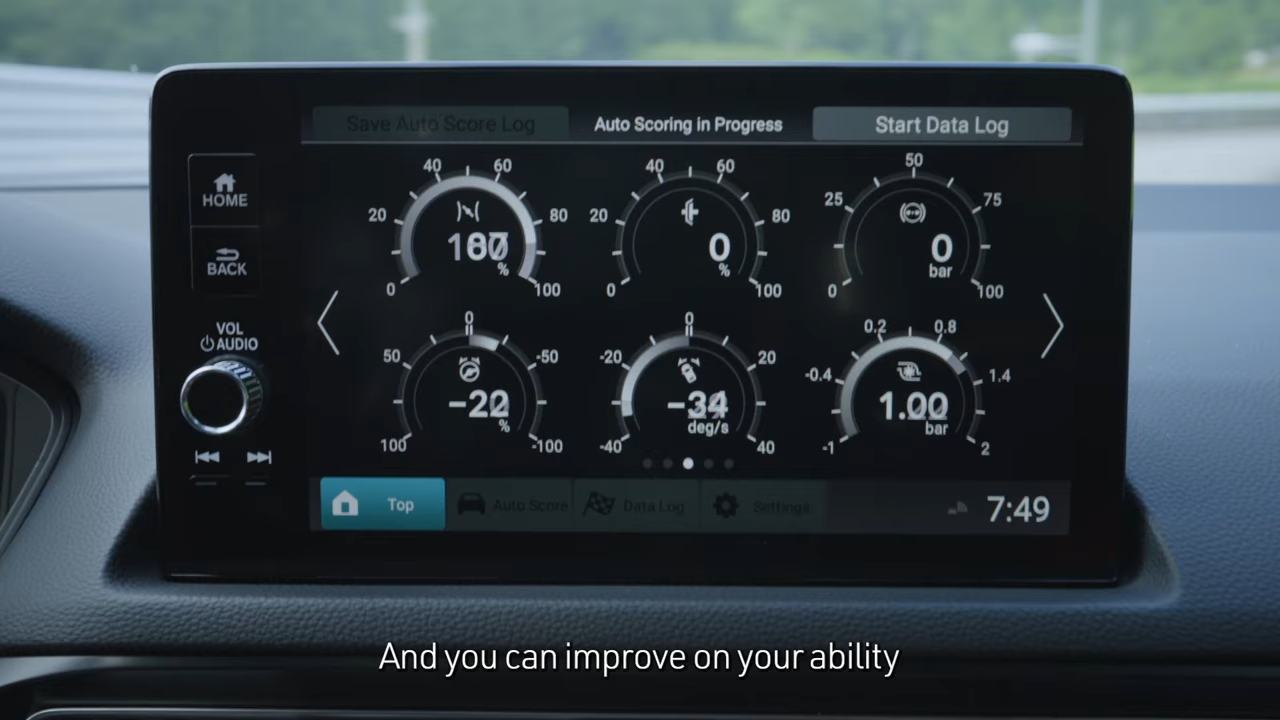 Save Auto Score Log
Auto Scoring in Progress
Start Data Log
HOME
BACK
VOL
AUDIO
0 20 40 60 80 100
%
0 20 40 60 80 100
0
%
0 25 50 75 100
0
bar
100 50 0 -50 -100
%
-40 -20 0 20 40
deg/s
-1 -0.4 0.2 0.8 1.4 2
bar
Top
Auto Score
Data Log
Settings
7:49
And you can improve on your ability